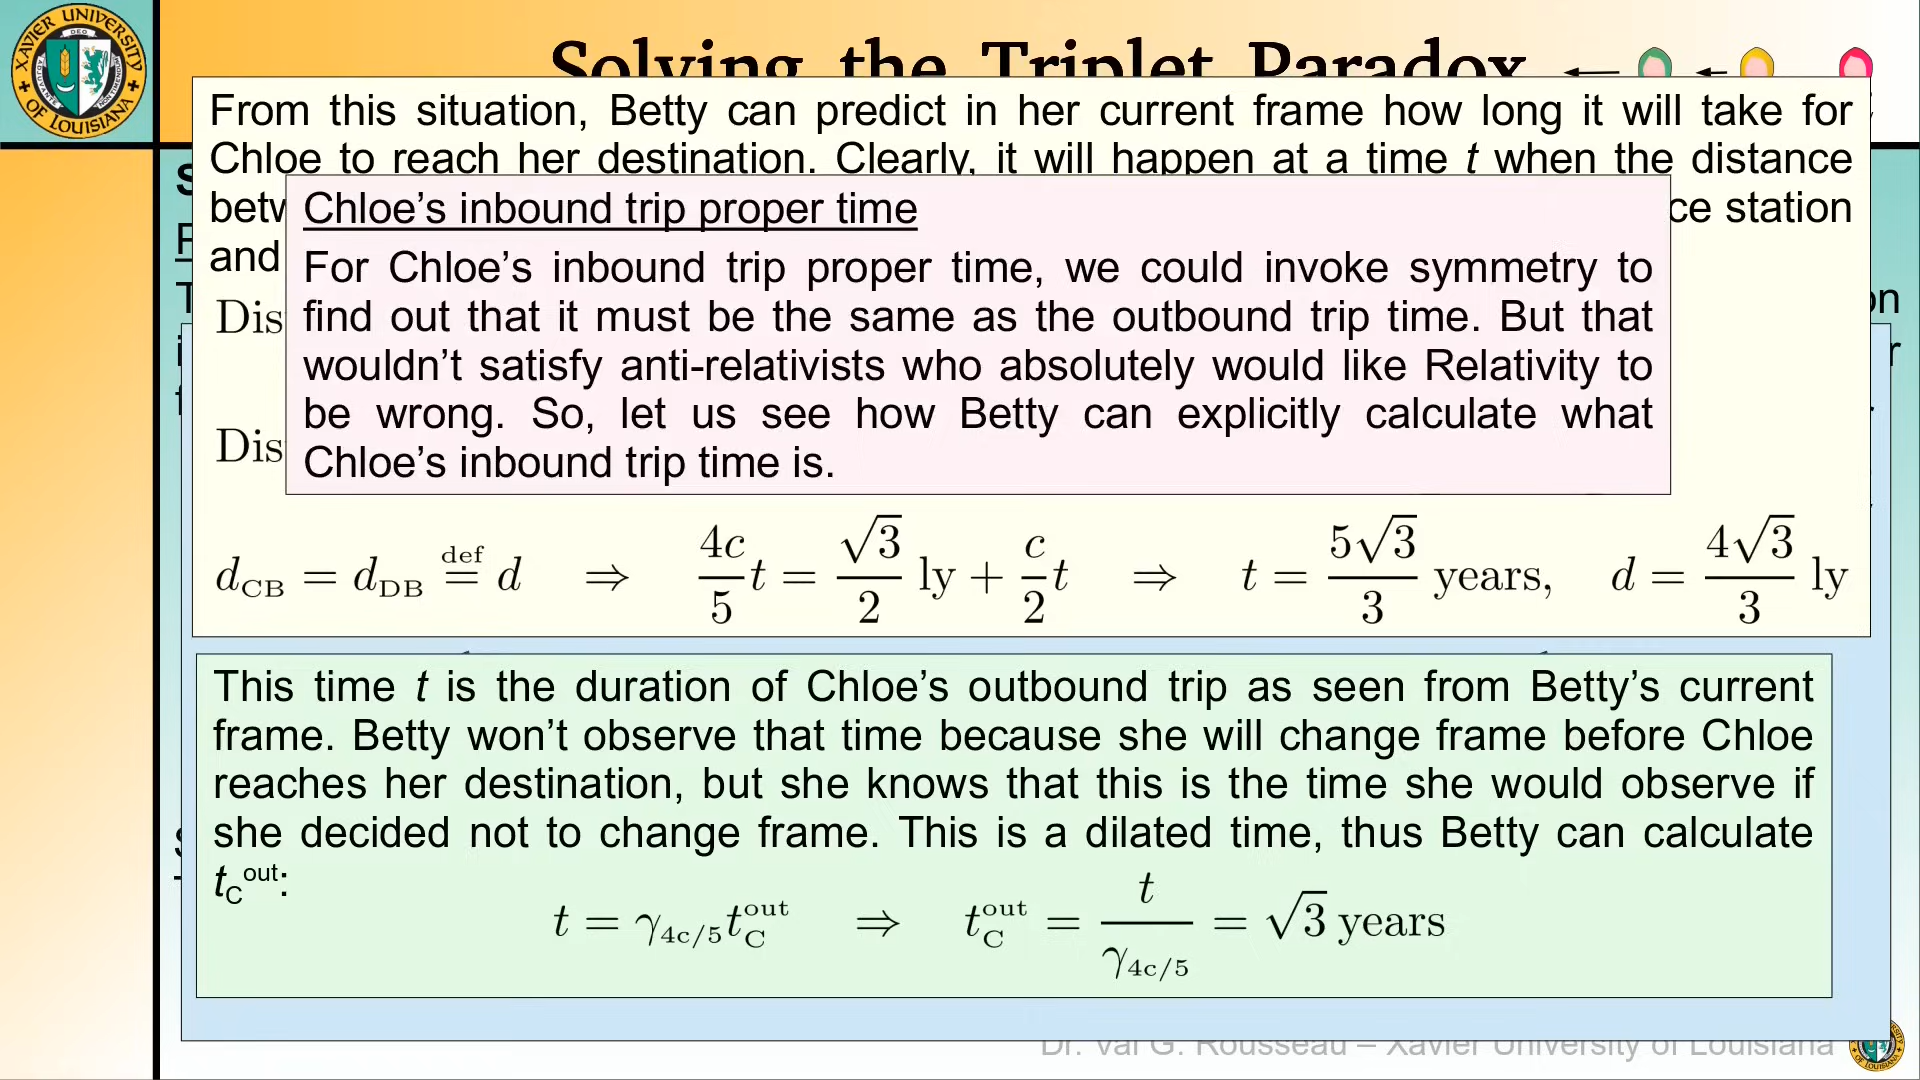 XAVIER UNIVERSITY
OF LOUISIANA
DEO
Solving the Triplet Paradox
From this situation, Betty can predict in her current frame how long it will take for
Chloe to reach her destination. Clearly, it will happen at a time t when the distance
ce station
and
Chloe's inbound trip proper time
For Chloe's inbound trip proper time, we could invoke symmetry to
find out that it must be the same as the outbound trip time. But that
wouldn't satisfy anti-relativists who absolutely would like Relativity to
be wrong. So, let us see how Betty can explicitly calculate what
Chloe's inbound trip time is.
Dis
Dis
d_CB = d_DB def= d ⇒ 4c/5 t = √3/2 ly + c/2 t ⇒ t = 5√3/3 years, d = 4√3/3 ly
This time t is the duration of Chloe's outbound trip as seen from Betty's current
frame. Betty won't observe that time because she will change frame before Chloe
reaches her destination, but she knows that this is the time she would observe if
she decided not to change frame. This is a dilated time, thus Betty can calculate
t_C^out:
t = γ_4c/5 t_C^out ⇒ t_C^out = t/γ_4c/5 = √3 years
Dr. Val G. Rousseau – Xavier University of Louisiana